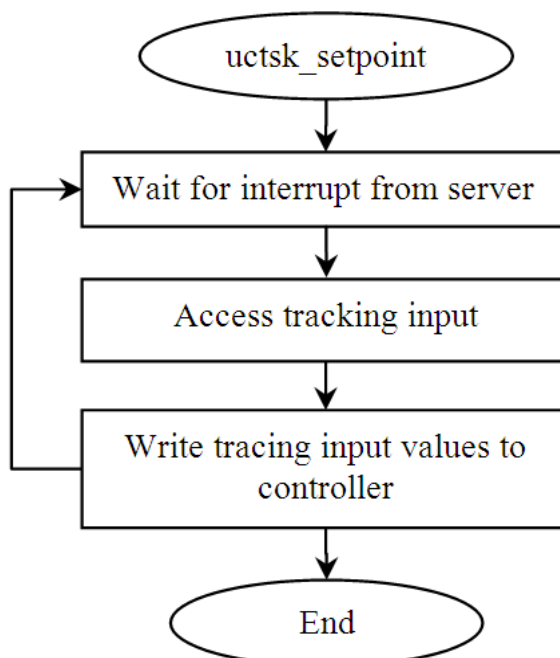 uctsk_setpoint
Wait for interrupt from server
Access tracking input
Write tracing input values to
controller
End